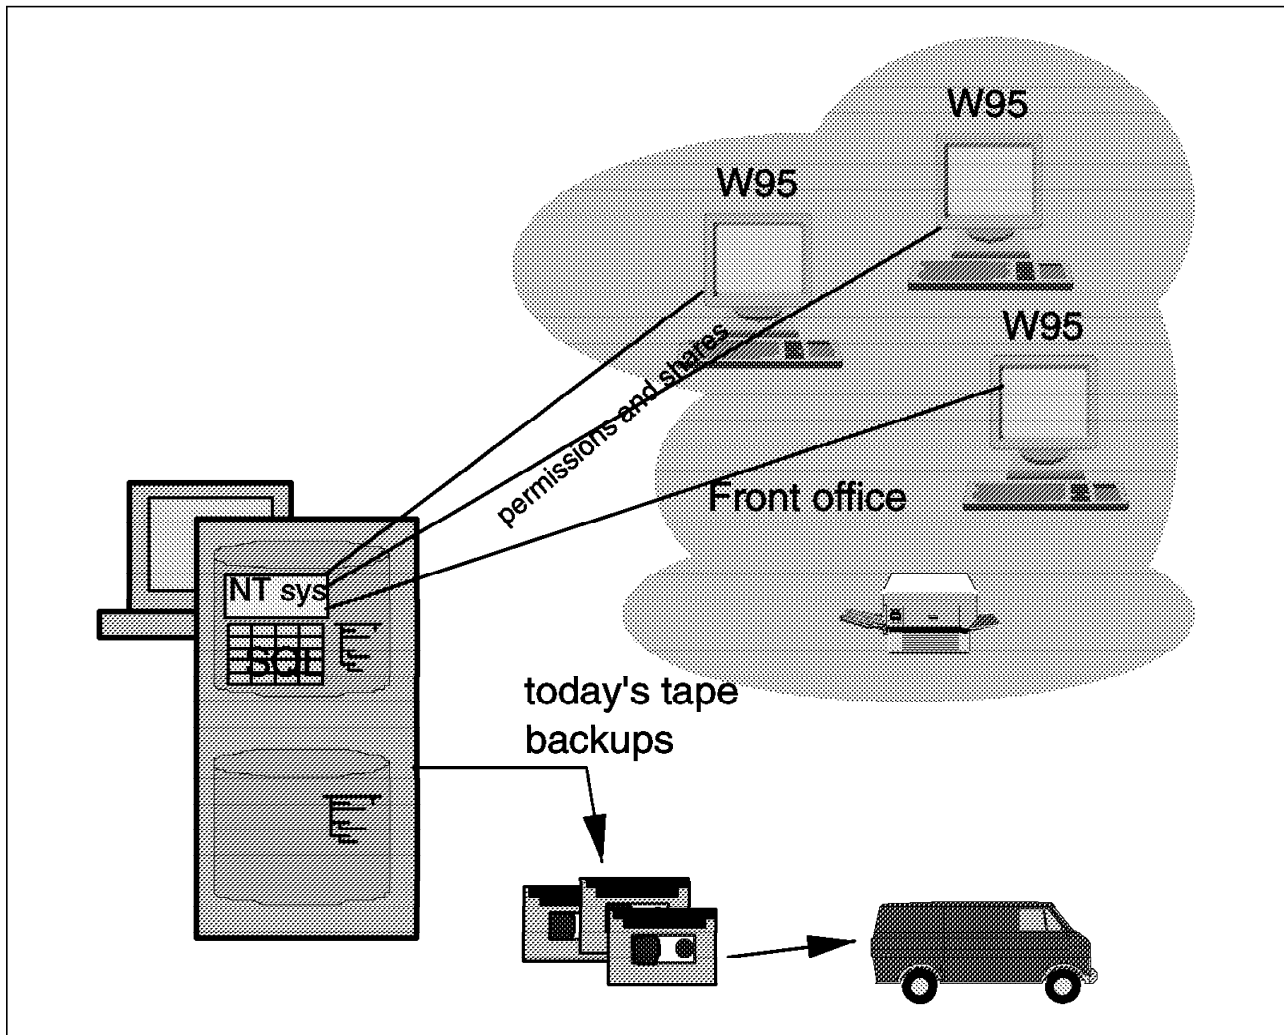 W95
W95
W95
permissions and shares
Front office
NT sys
SQL
today's tape
backups